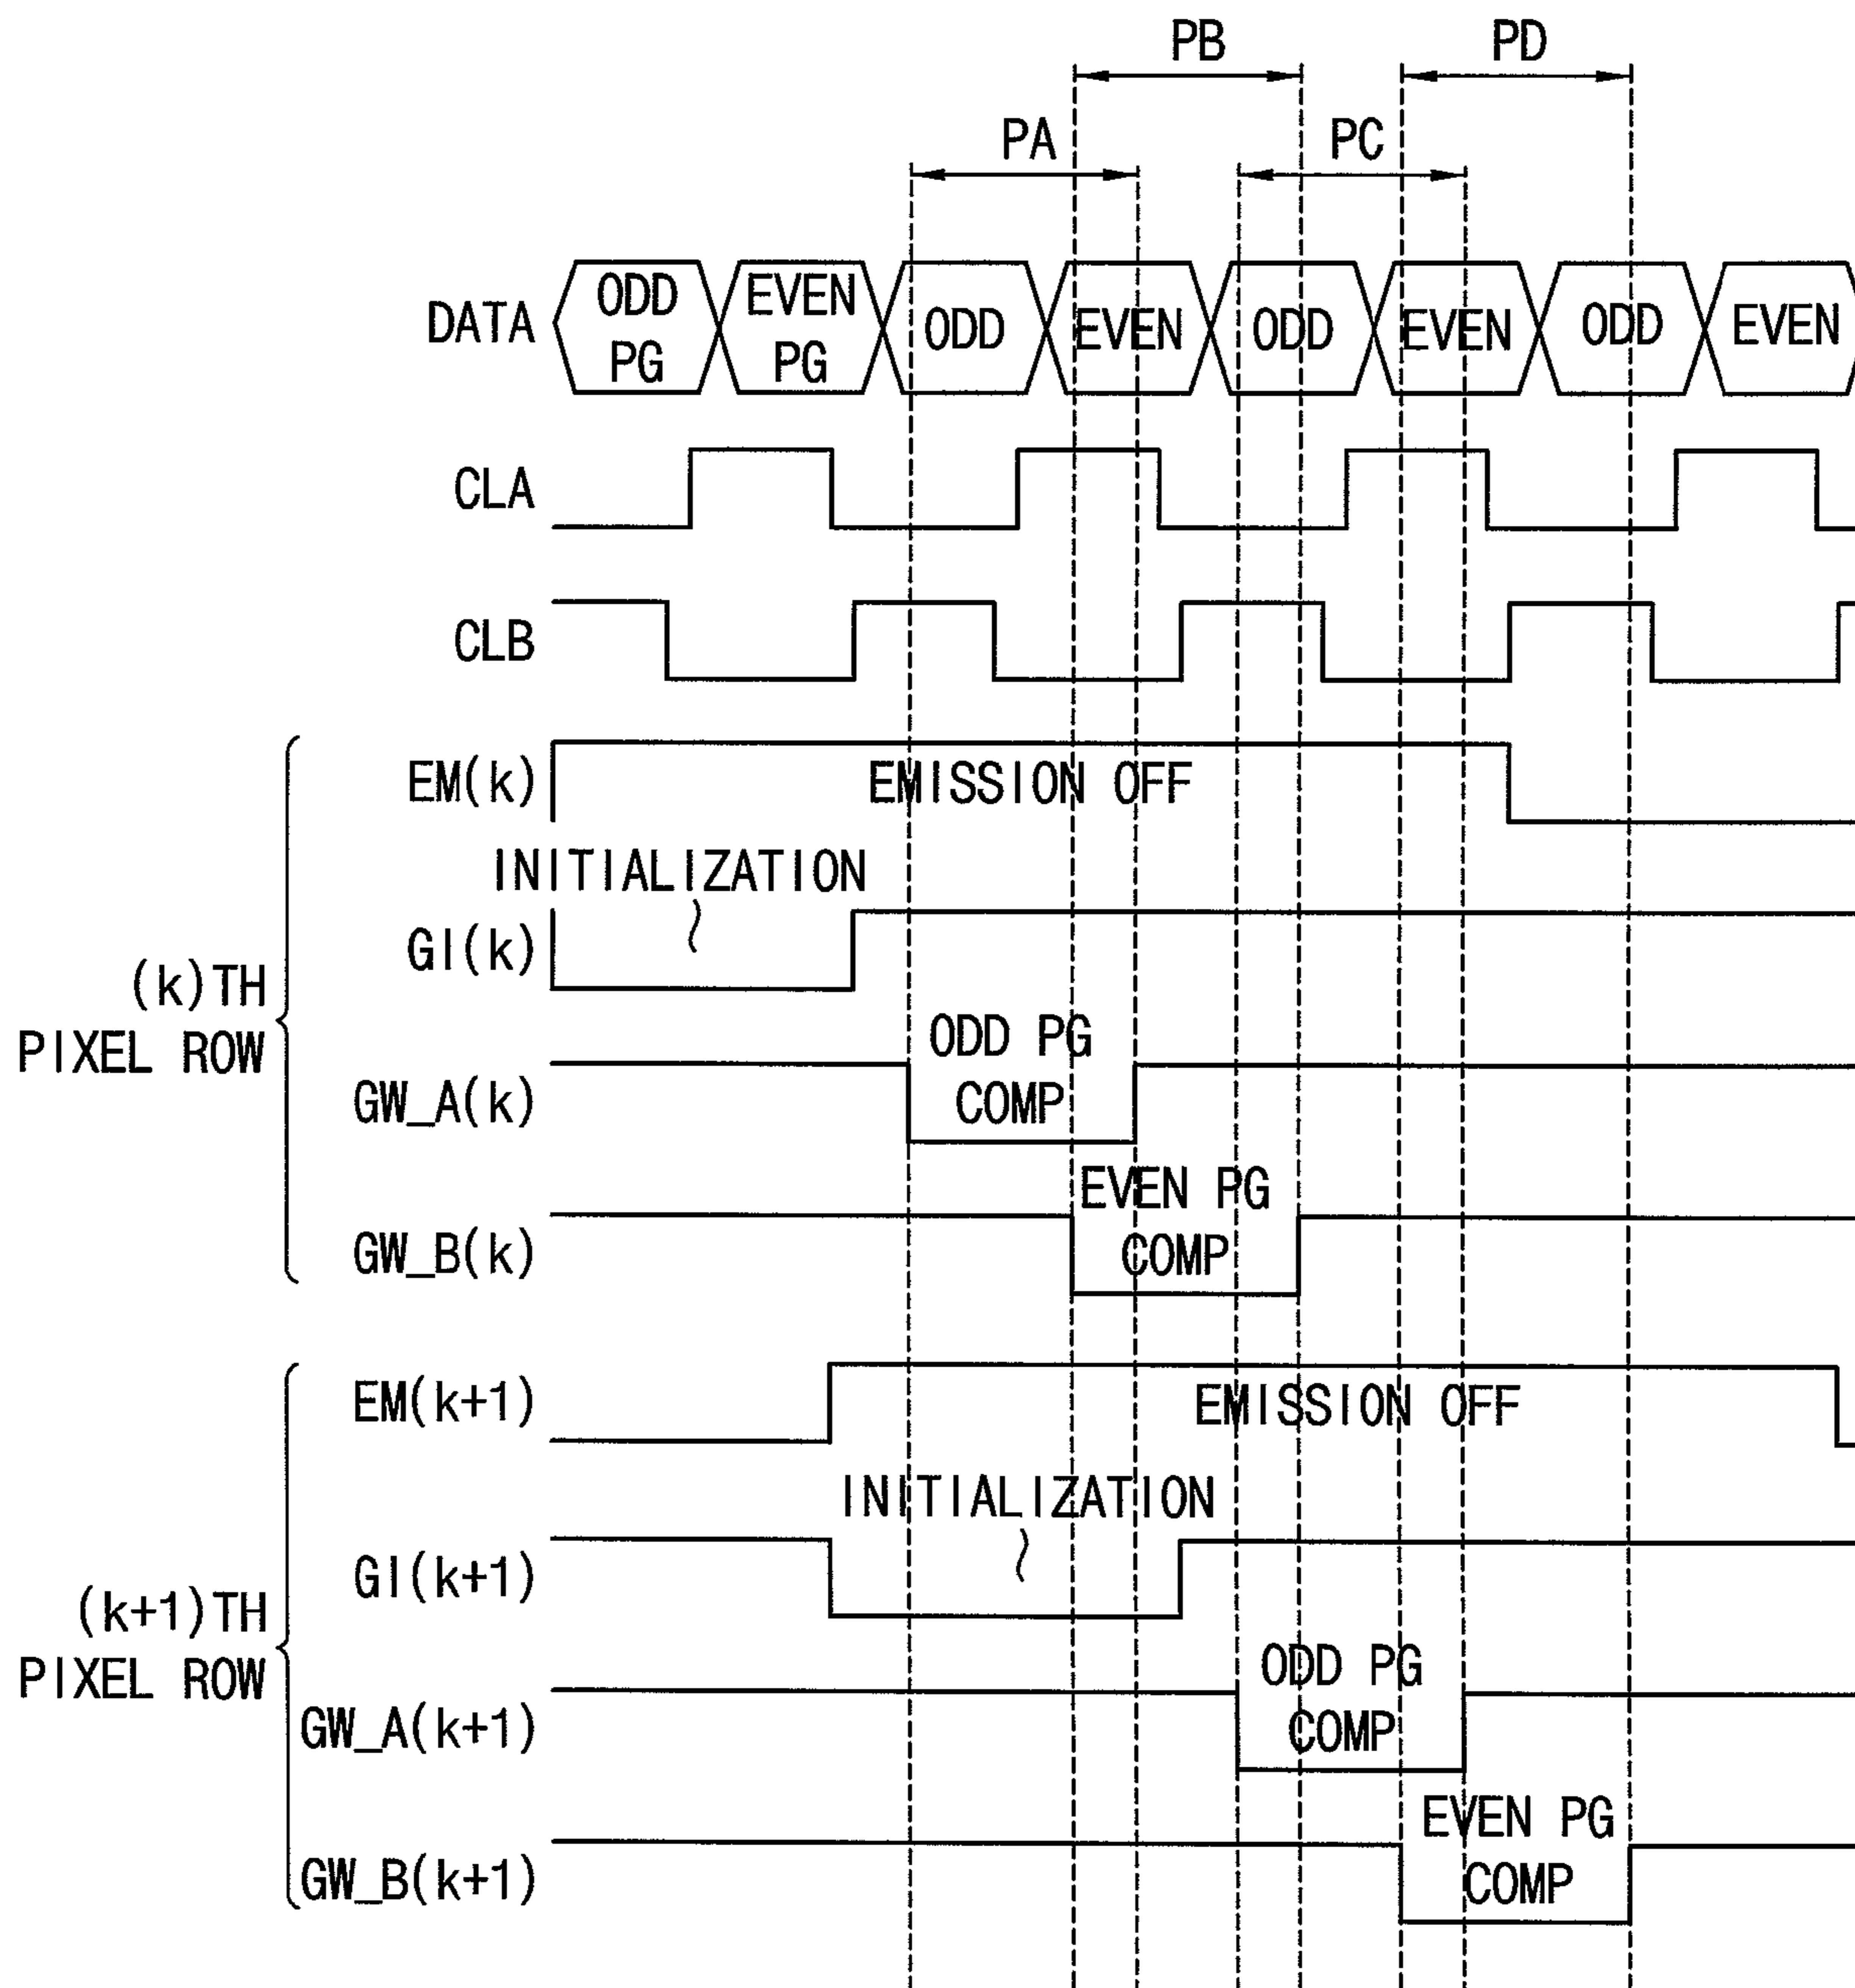 PB PD
PA PC
DATA ODD PG EVEN PG ODD EVEN ODD EVEN ODD EVEN
CLA
CLB
(k)TH PIXEL ROW
EM(k) EMISSION OFF
INITIALIZATION
GI(k)
ODD PG COMP
GW_A(k)
EVEN PG COMP
GW_B(k)
(k+1)TH PIXEL ROW
EM(k+1) EMISSION OFF
INITIALIZATION
GI(k+1)
ODD PG COMP
GW_A(k+1)
EVEN PG COMP
GW_B(k+1)